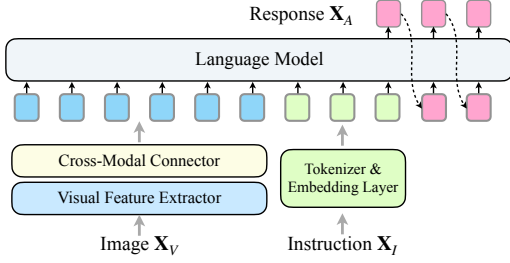 Response X_A
Language Model
Cross-Modal Connector
Visual Feature Extractor
Tokenizer &
Embedding Layer
Image X_V
Instruction X_I